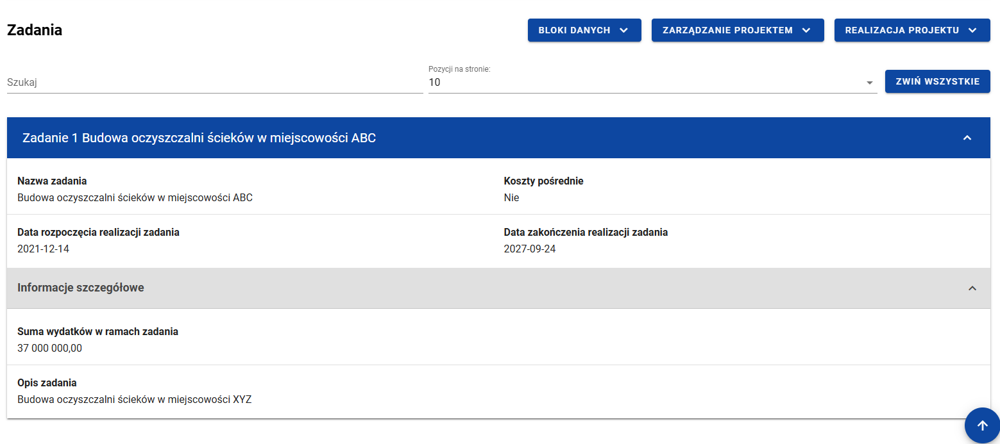 Zadania
BLOKI DANYCH
ZARZĄDZANIE PROJEKTEM
REALIZACJA PROJEKTU
Szukaj
Pozycji na stronie:
10
ZWIŃ WSZYSTKIE
Zadanie 1 Budowa oczyszczalni ścieków w miejscowości ABC
Nazwa zadania
Budowa oczyszczalni ścieków w miejscowości ABC
Koszty pośrednie
Nie
Data rozpoczęcia realizacji zadania
2021-12-14
Data zakończenia realizacji zadania
2027-09-24
Informacje szczegółowe
Suma wydatków w ramach zadania
37 000 000,00
Opis zadania
Budowa oczyszczalni ścieków w miejscowości XYZ